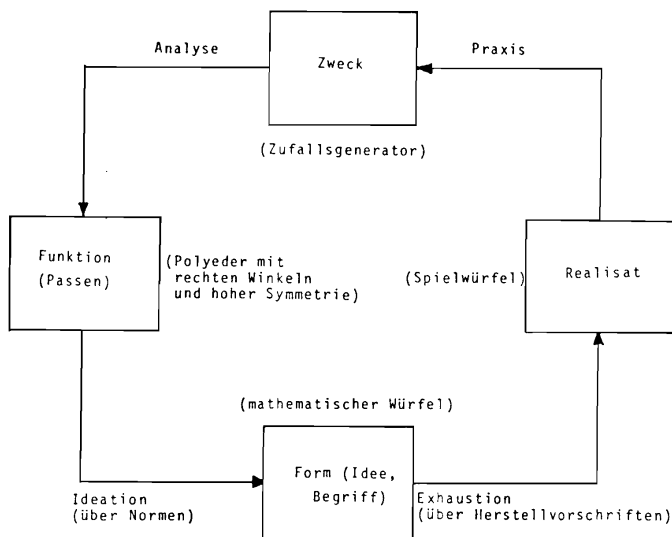 Analyse
Zweck
Praxis
(Zufallsgenerator)
Funktion
(Passen)
(Polyeder mit
rechten Winkeln
und hoher Symmetrie)
(Spielwürfel)
Realisat
(mathematischer Würfel)
Form (Idee,
Begriff)
Ideation
(über Normen)
Exhaustion
(über Herstellvorschriften)